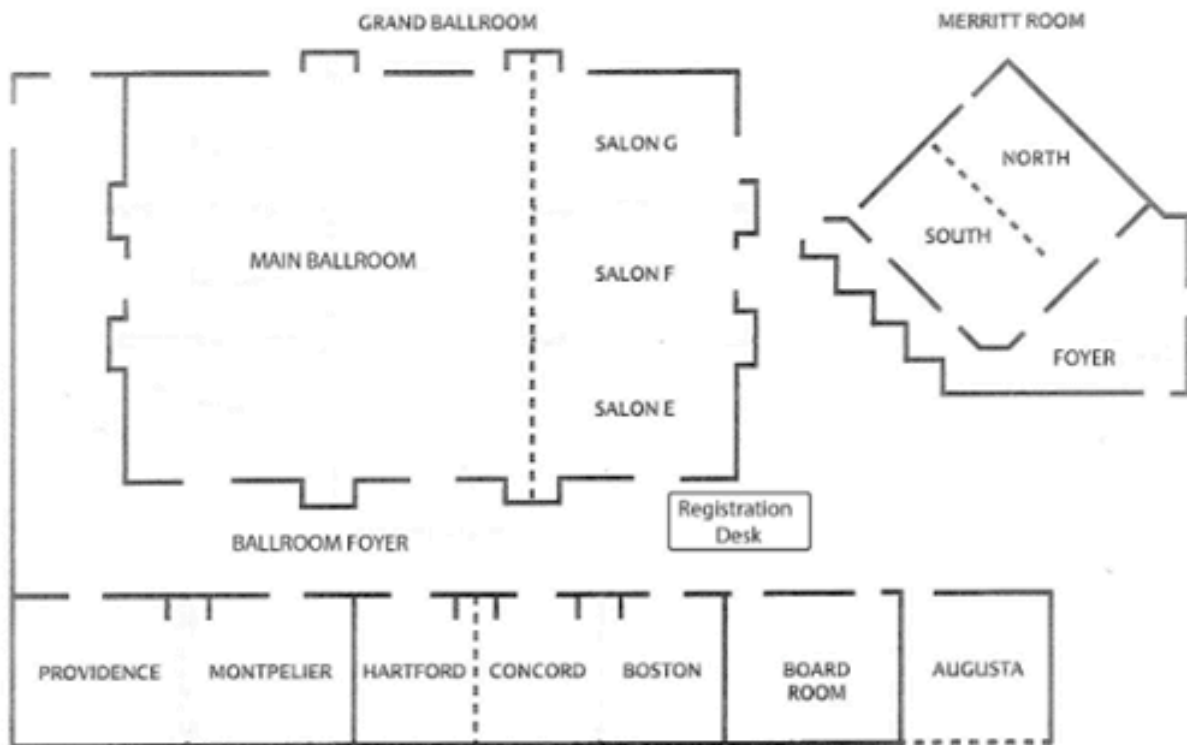 GRAND BALLROOM
MERRITT ROOM
SALON G
NORTH
SOUTH
MAIN BALLROOM
SALON F
FOYER
SALON E
Registration
Desk
BALLROOM FOYER
PROVIDENCE
MONTPELIER
HARTFORD
CONCORD
BOSTON
BOARD
ROOM
AUGUSTA